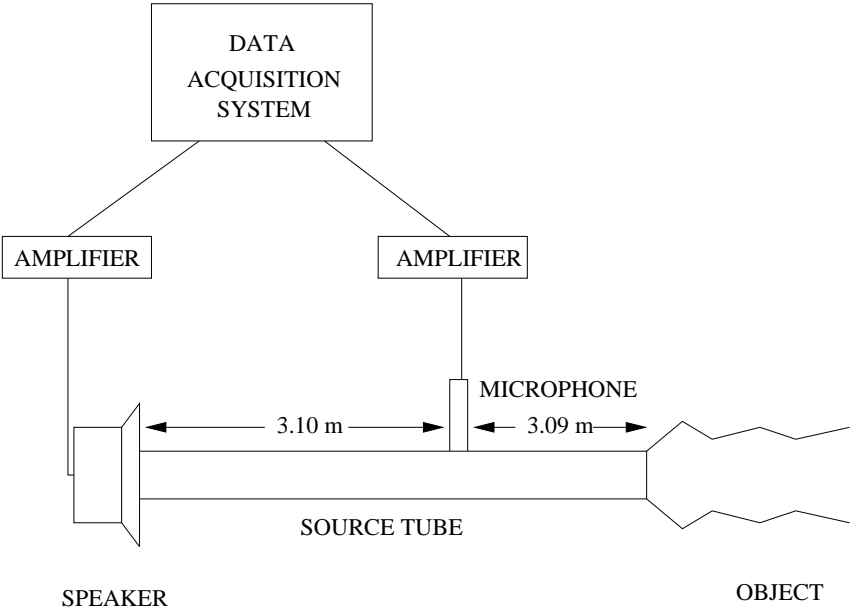 DATA
ACQUISITION
SYSTEM
AMPLIFIER
AMPLIFIER
MICROPHONE
3.10 m
3.09 m
SOURCE TUBE
SPEAKER
OBJECT